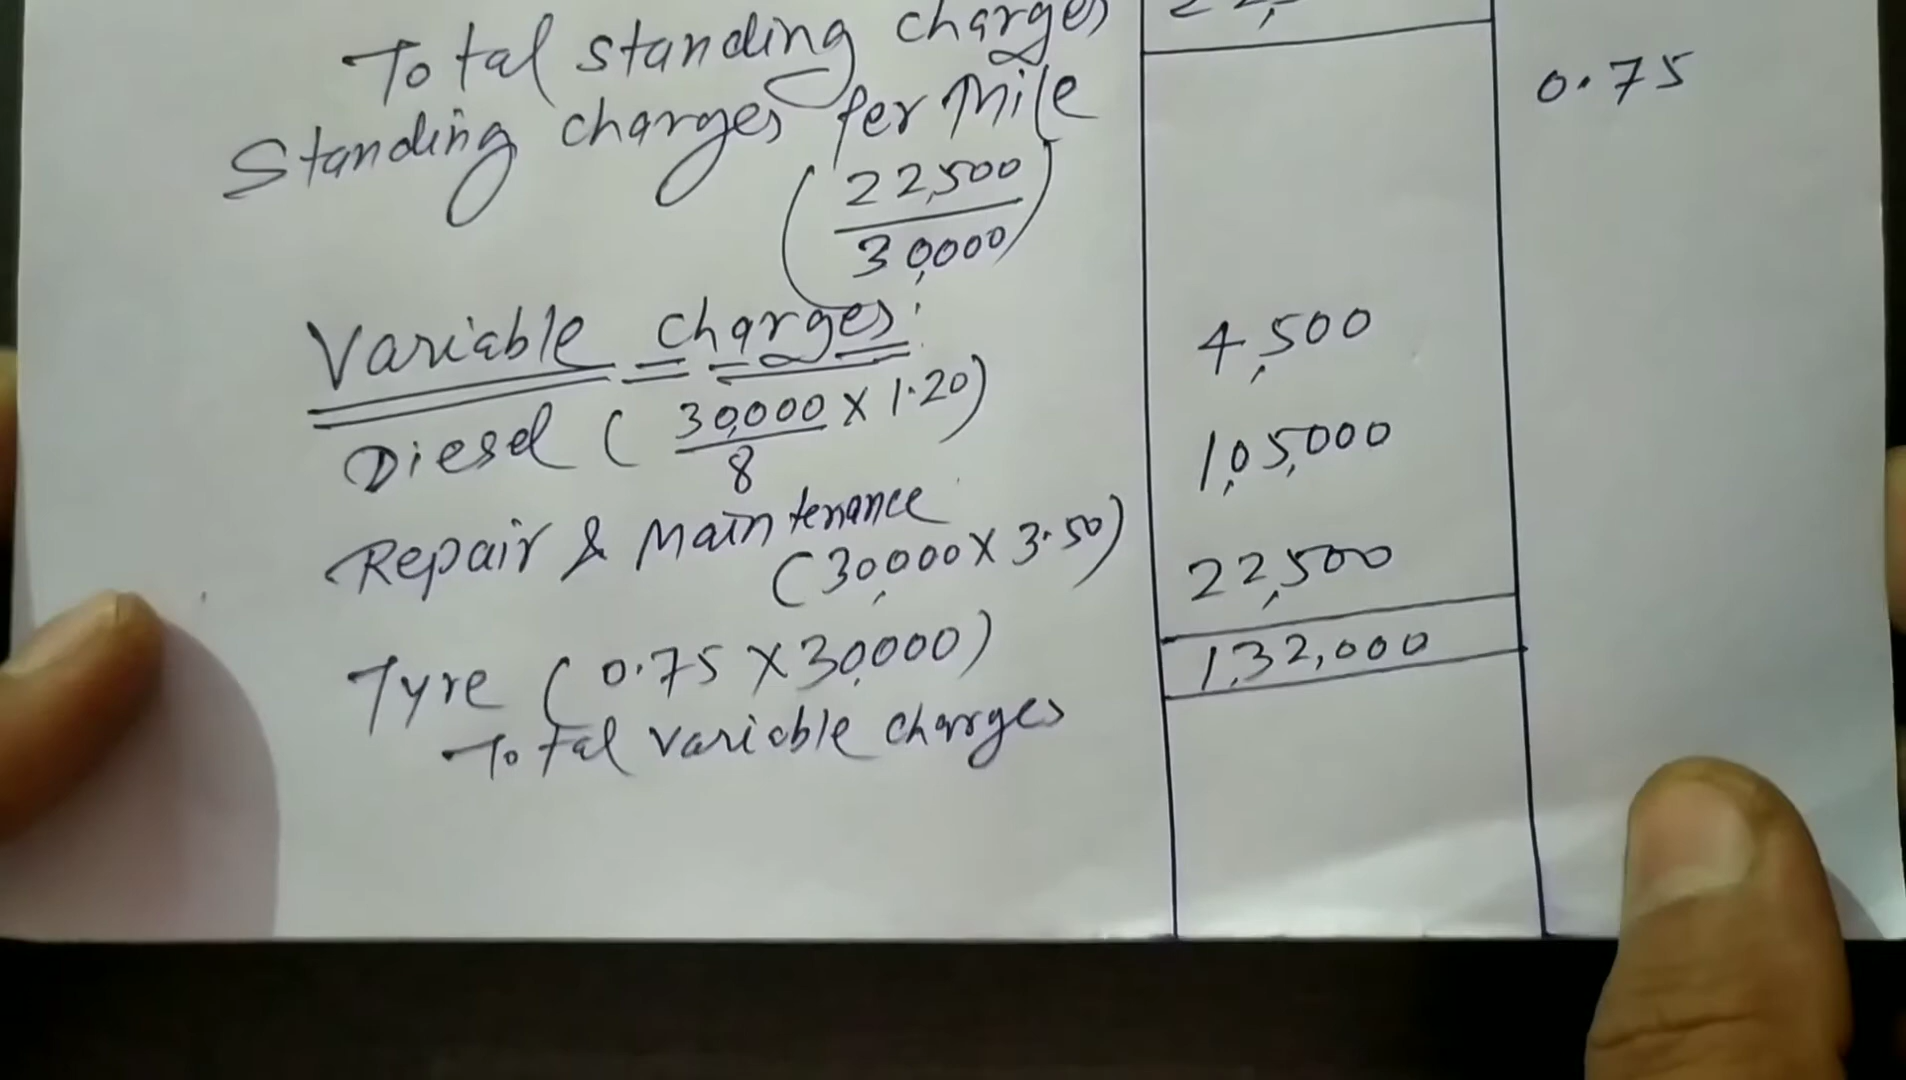 Total standing charges
Standing charges per mile 0.75
(22,500
30,000)
Variable charges:
Diesel (30,000 × 1.20) 4,500
8
Repair & Maintenance 1,05,000
(30,000 × 3.50)
Tyre (0.75 × 30,000) 22,500
Total variable charges 1,32,000